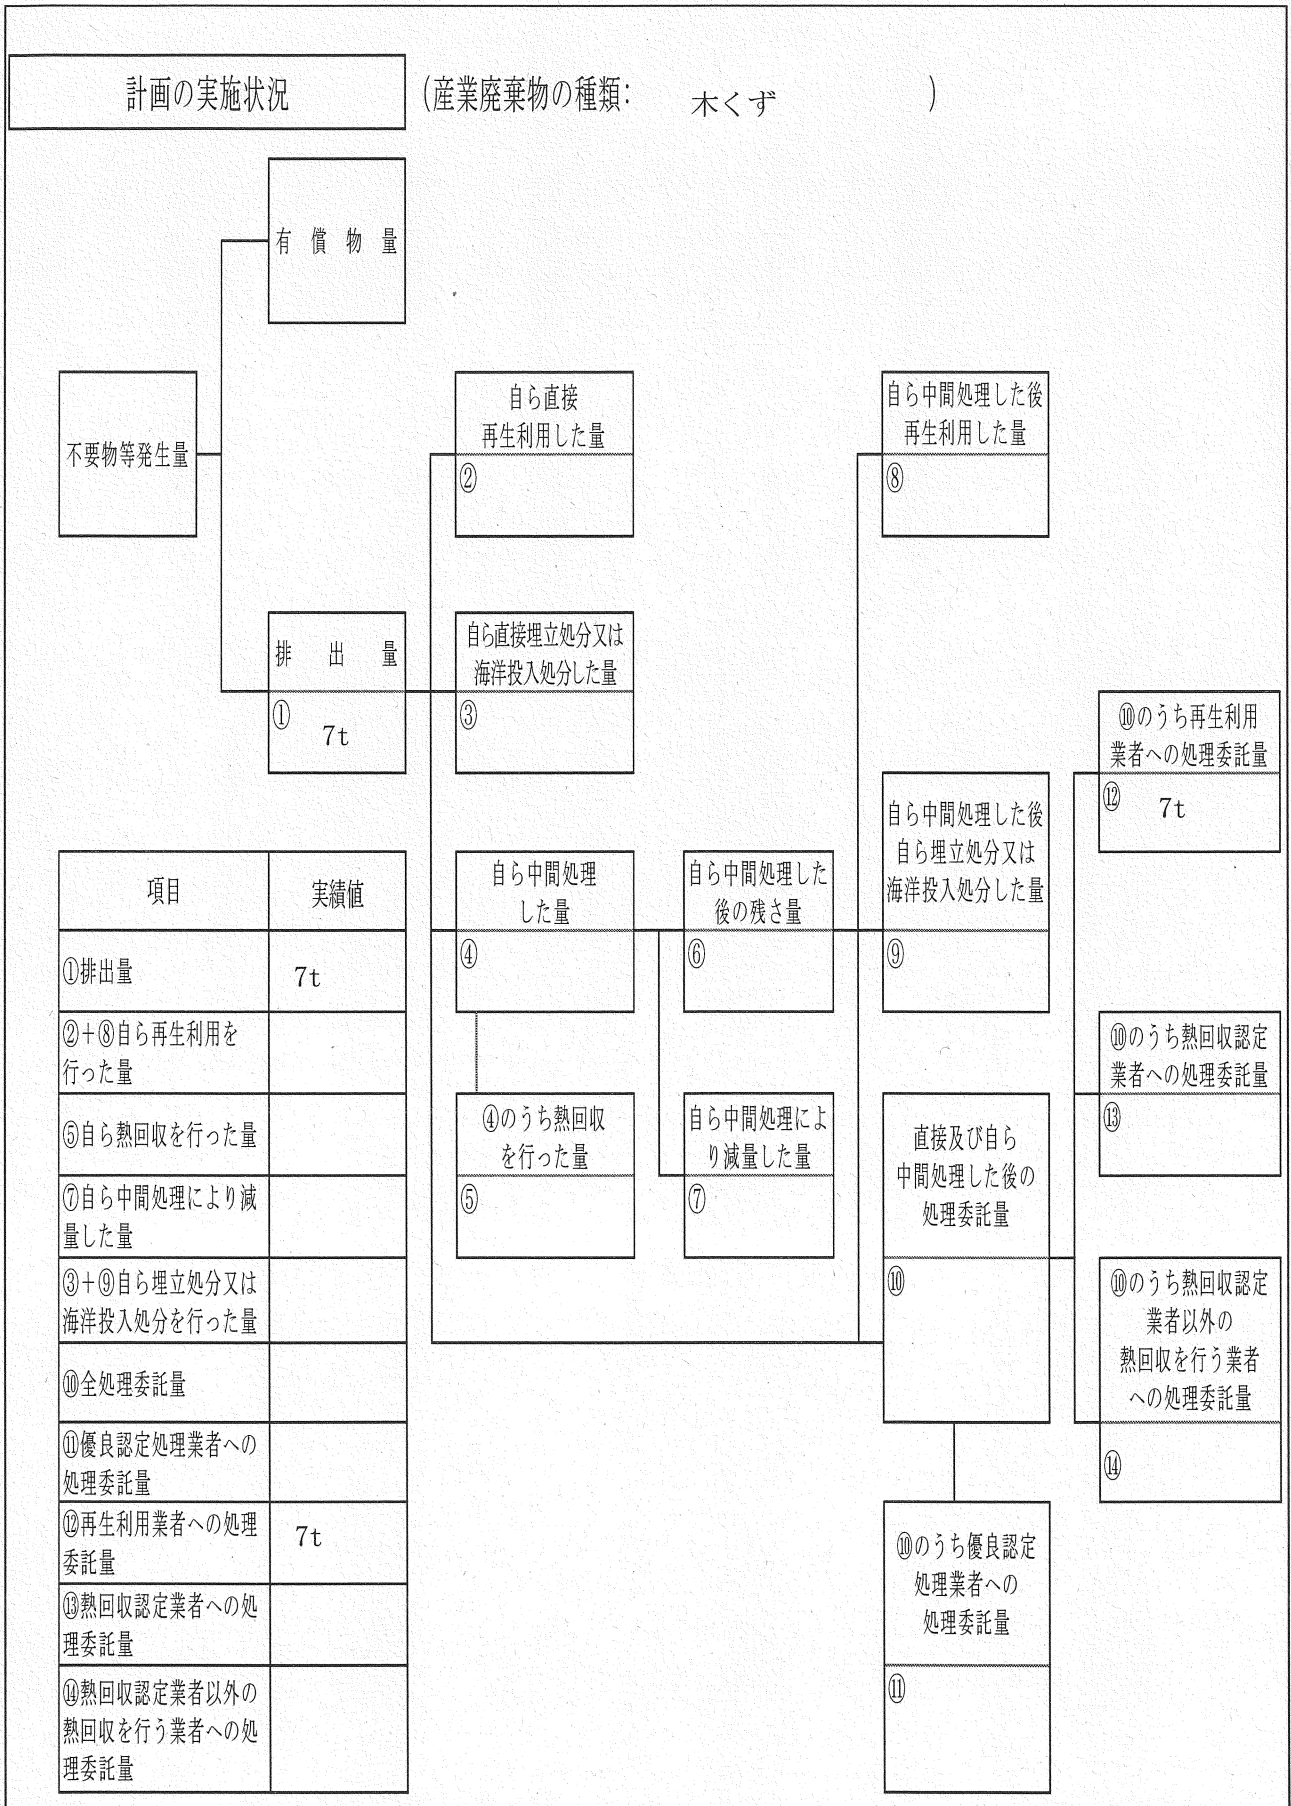 計画の実施状況
(産業廃棄物の種類: 木くず )
有償物量
不要物等発生量
自ら直接
再生利用した量
②
自ら中間処理した後
再生利用した量
⑧
排出量
①
7t
自ら直接埋立処分又は
海洋投入処分した量
③
⑩のうち再生利用
業者への処理委託量
⑫ 7t
自ら中間処理
した量
④
自ら中間処理した
後の残さ量
⑥
自ら中間処理した後
自ら埋立処分又は
海洋投入処分した量
⑨
⑩のうち熱回収認定
業者への処理委託量
⑬
④のうち熱回収
を行った量
⑤
自ら中間処理によ
り減量した量
⑦
直接及び自ら
中間処理した後の
処理委託量
⑩
⑩のうち熱回収認定
業者以外の
熱回収を行う業者
への処理委託量
⑭
⑩のうち優良認定
処理業者への
処理委託量
⑪
項目 実績値
①排出量 7t
②+⑧自ら再生利用を
行った量
⑤自ら熱回収を行った量
⑦自ら中間処理により減
量した量
③+⑨自ら埋立処分又は
海洋投入処分を行った量
⑩全処理委託量
⑪優良認定処理業者への
処理委託量
⑫再生利用業者への処理
委託量 7t
⑬熱回収認定業者への処
理委託量
⑭熱回収認定業者以外の
熱回収を行う業者への処
理委託量